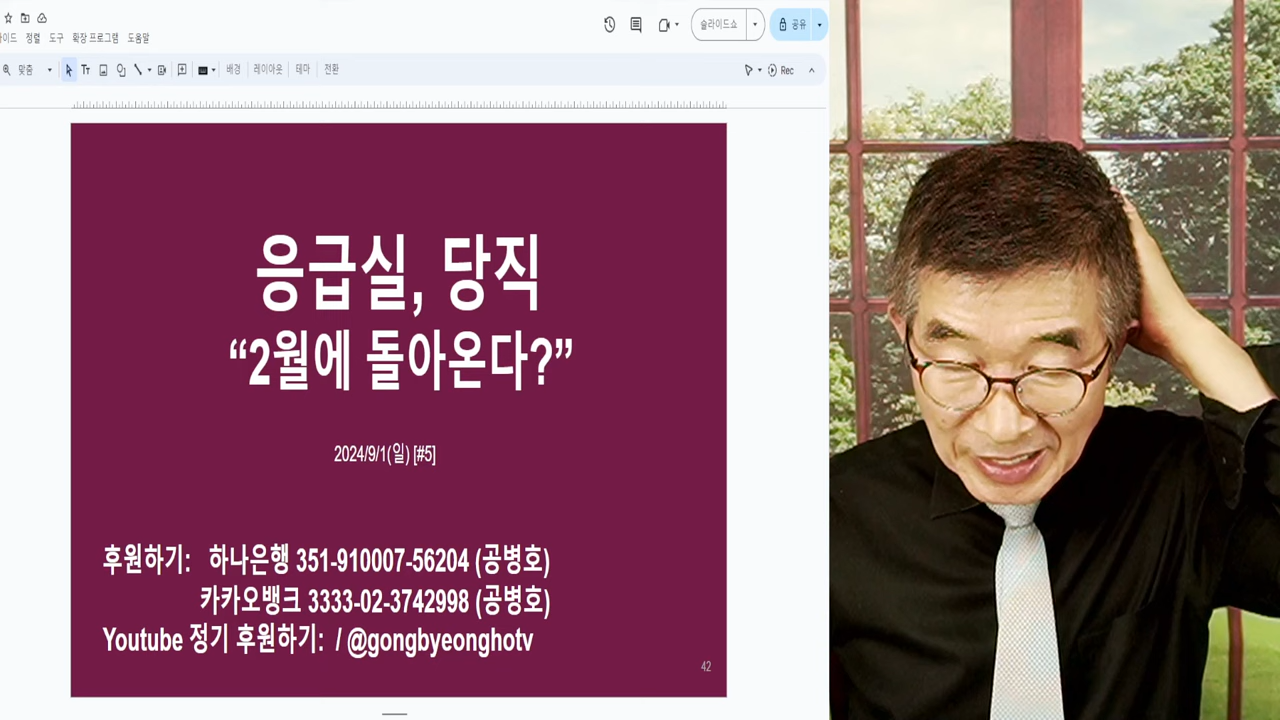 이드 정렬 도구 확장 프로그램 도움말
슬라이드쇼
공유
맞춤
배경 레이아웃 테마 전환
Rec
응급실, 당직
“2월에 돌아온다?”
2024/9/1(일) [#5]
후원하기: 하나은행 351-910007-56204 (공병호)
카카오뱅크 3333-02-3742998 (공병호)
Youtube 정기 후원하기: / @gongbyeonghotv
42